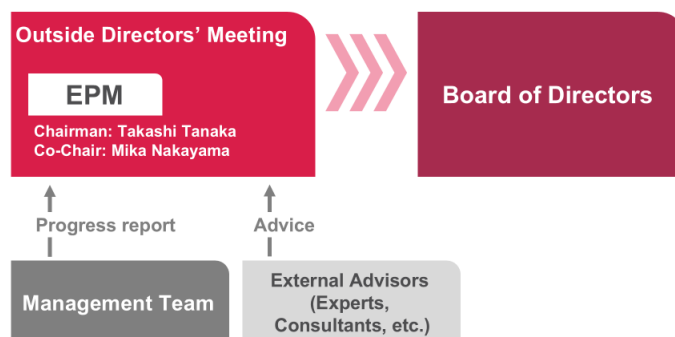 Outside Directors' Meeting
EPM
Chairman: Takashi Tanaka
Co-Chair: Mika Nakayama
Board of Directors
Progress report
Advice
Management Team
External Advisors
(Experts,
Consultants, etc.)